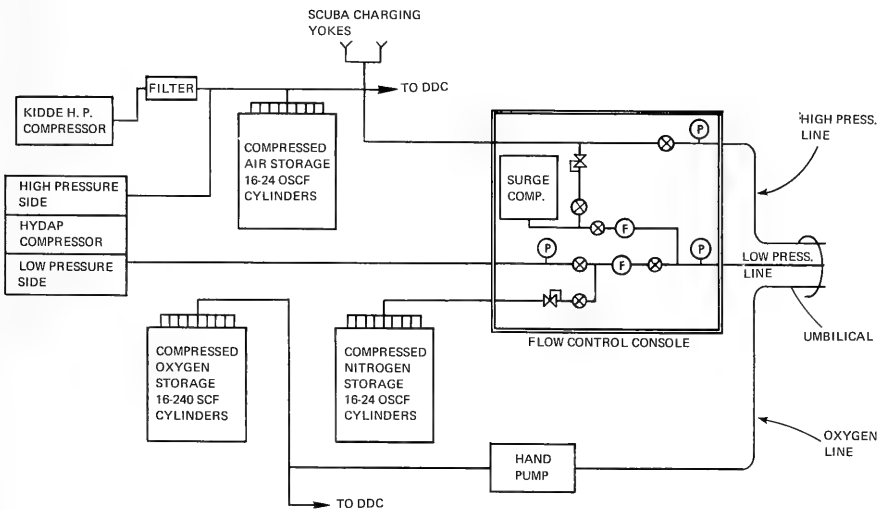 SCUBA CHARGING
YOKES
FILTER
TO DDC
KIDDE H. P.
COMPRESSOR
COMPRESSED
AIR STORAGE
16-24 OSCF
CYLINDERS
HIGH PRESSURE
SIDE
HYDAP
COMPRESSOR
LOW PRESSURE
SIDE
P
HIGH PRESS.
LINE
SURGE
COMP.
F
P
F
P
LOW PRESS.
LINE
UMBILICAL
FLOW CONTROL CONSOLE
COMPRESSED
OXYGEN
STORAGE
16-240 SCF
CYLINDERS
COMPRESSED
NITROGEN
STORAGE
16-24 OSCF
CYLINDERS
OXYGEN
LINE
HAND
PUMP
TO DDC